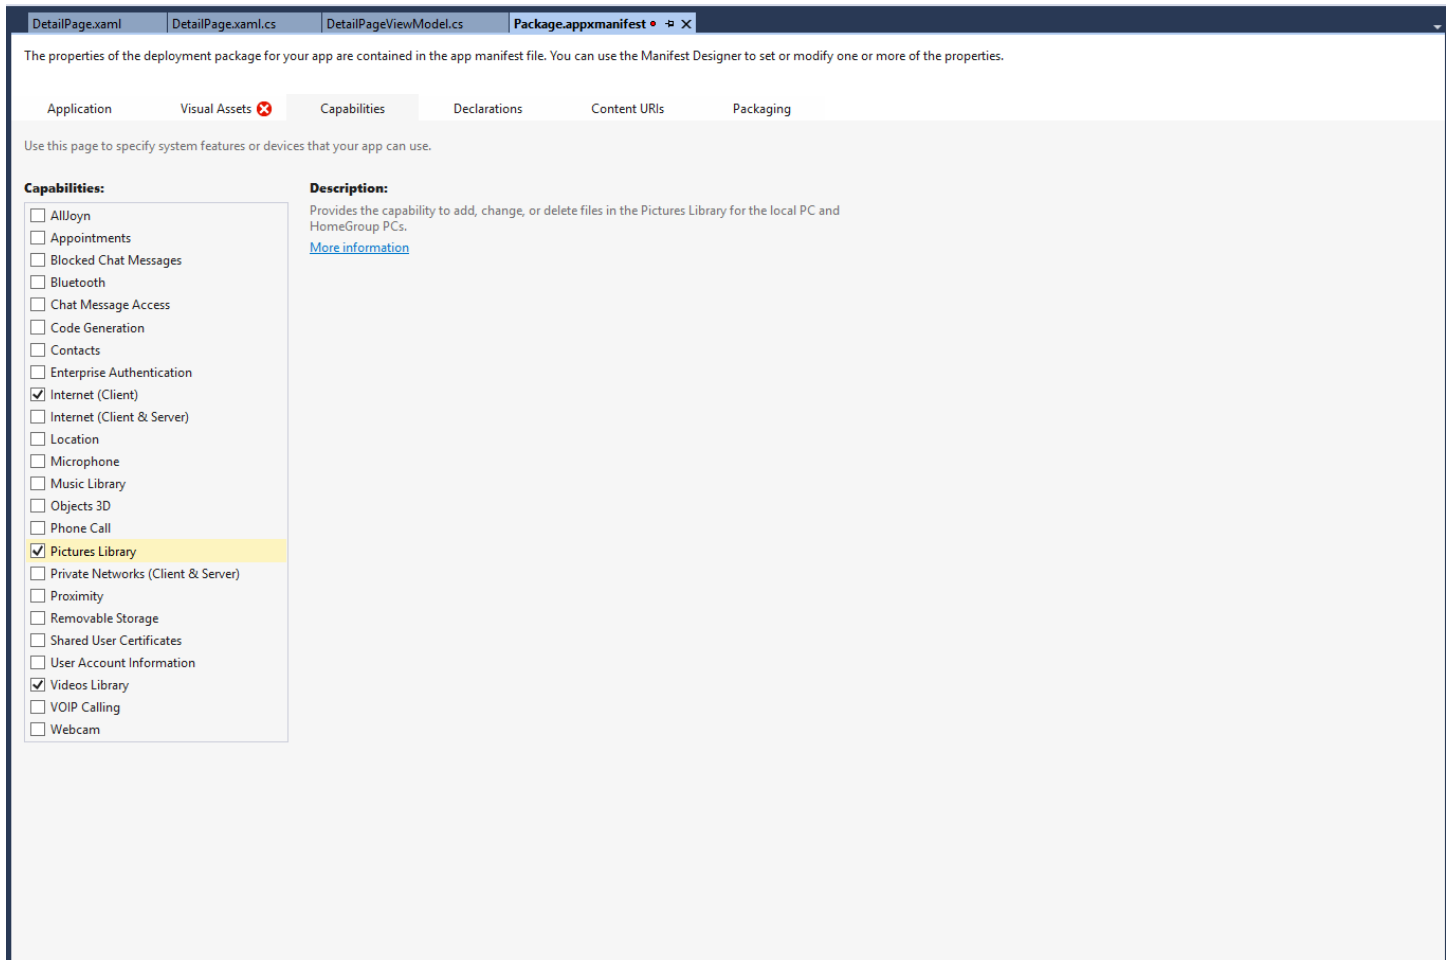 DetailPage.xaml DetailPage.xaml.cs DetailPageViewModel.cs Package.appxmanifest
The properties of the deployment package for your app are contained in the app manifest file. You can use the Manifest Designer to set or modify one or more of the properties.
Application Visual Assets Capabilities Declarations Content URIs Packaging
Use this page to specify system features or devices that your app can use.
Capabilities:
AllJoyn
Appointments
Blocked Chat Messages
Bluetooth
Chat Message Access
Code Generation
Contacts
Enterprise Authentication
Internet (Client)
Internet (Client & Server)
Location
Microphone
Music Library
Objects 3D
Phone Call
Pictures Library
Private Networks (Client & Server)
Proximity
Removable Storage
Shared User Certificates
User Account Information
Videos Library
VOIP Calling
Webcam
Description:
Provides the capability to add, change, or delete files in the Pictures Library for the local PC and
HomeGroup PCs.
More information